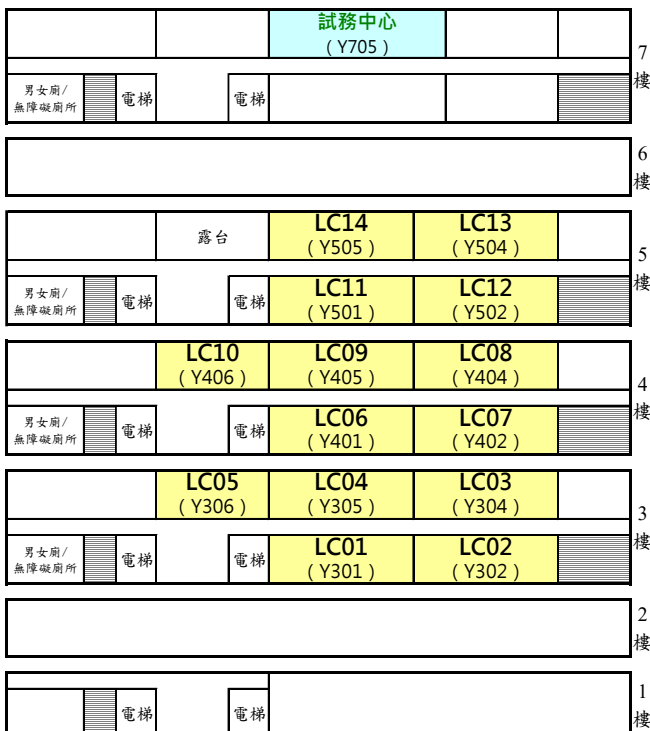 試務中心
( Y705 )
7
樓
男女廁/
無障礙廁所
電梯
電梯
6
樓
露台
LC14
( Y505 )
LC13
( Y504 )
5
樓
男女廁/
無障礙廁所
電梯
電梯
LC11
( Y501 )
LC12
( Y502 )
LC10
( Y406 )
LC09
( Y405 )
LC08
( Y404 )
4
樓
男女廁/
無障礙廁所
電梯
電梯
LC06
( Y401 )
LC07
( Y402 )
LC05
( Y306 )
LC04
( Y305 )
LC03
( Y304 )
3
樓
男女廁/
無障礙廁所
電梯
電梯
LC01
( Y301 )
LC02
( Y302 )
2
樓
1
樓
電梯
電梯